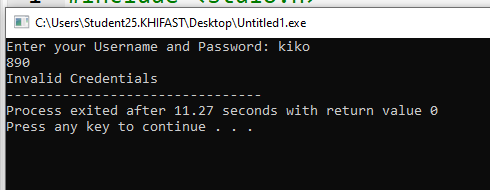 #include <stdio.h>
C:\Users\Student25.KHIFAST\Desktop\Untitled1.exe
Enter your Username and Password: kiko
890
Invalid Credentials
--------------------------------
Process exited after 11.27 seconds with return value 0
Press any key to continue . . .